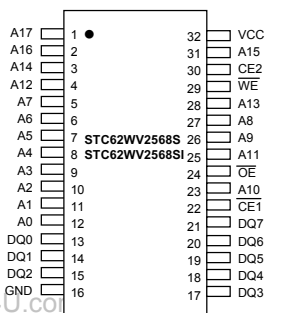 A17 1 32 VCC
A16 2 31 A15
A14 3 30 CE2
A12 4 29 WE
A7 5 28 A13
A6 6 27 A8
A5 7 STC62WV2568S 26 A9
A4 8 STC62WV2568SI 25 A11
A3 9 24 OE
A2 10 23 A10
A1 11 22 CE1
A0 12 21 DQ7
DQ0 13 20 DQ6
DQ1 14 19 DQ5
DQ2 15 18 DQ4
GND 16 17 DQ3
U.com